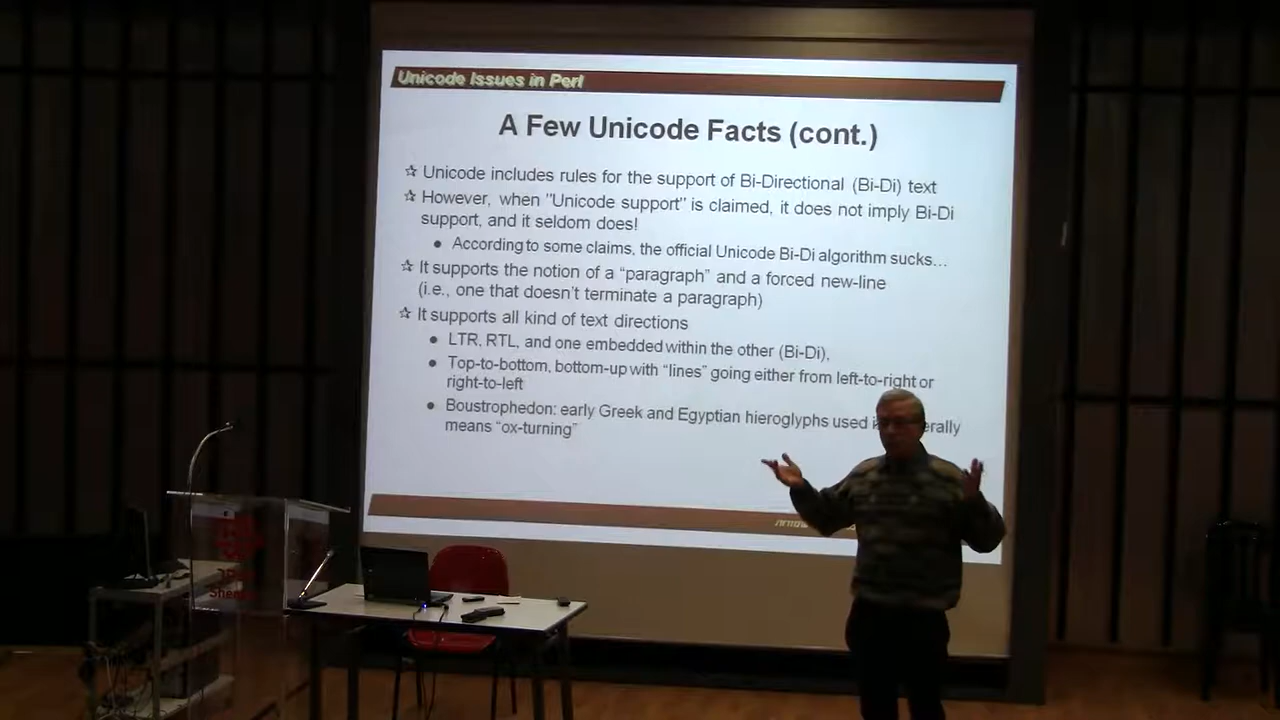 Unicode Issues in Perl
A Few Unicode Facts (cont.)
Unicode includes rules for the support of Bi-Directional (Bi-Di) text
However, when "Unicode support" is claimed, it does not imply Bi-Di
support, and it seldom does!
According to some claims, the official Unicode Bi-Di algorithm sucks…
It supports the notion of a “paragraph” and a forced new-line
(i.e., one that doesn’t terminate a paragraph)
It supports all kind of text directions
LTR, RTL, and one embedded within the other (Bi-Di),
Top-to-bottom, bottom-up with “lines” going either from left-to-right or
right-to-left
Boustrophedon: early Greek and Egyptian hieroglyphs used
means “ox-turning”